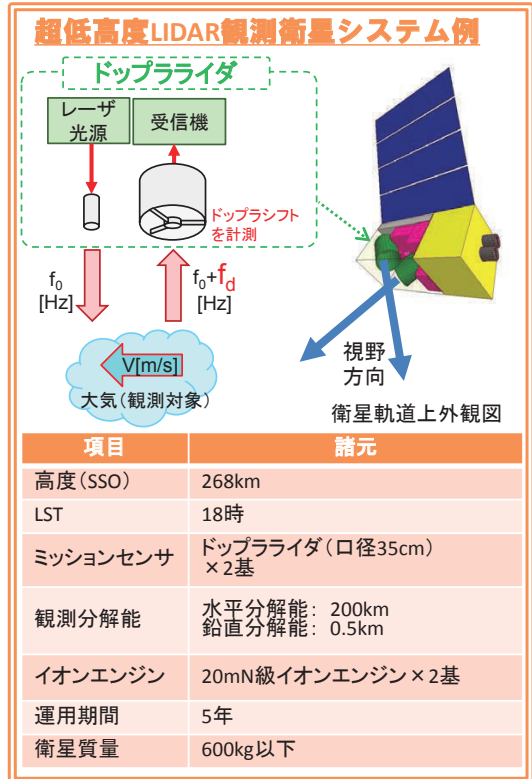 超低高度LIDAR観測衛星システム例
ドップラライダ
レーザ
光源
受信機
ドップラシフト
を計測
f0
[Hz]
f0+fd
[Hz]
V[m/s]
大気(観測対象)
視野
方向
衛星軌道上外観図
項目 諸元
高度(SSO) 268km
LST 18時
ミッションセンサ ドップラライダ(口径35cm)
×2基
観測分解能 水平分解能: 200km
鉛直分解能: 0.5km
イオンエンジン 20mN級イオンエンジン×2基
運用期間 5年
衛星質量 600kg以下